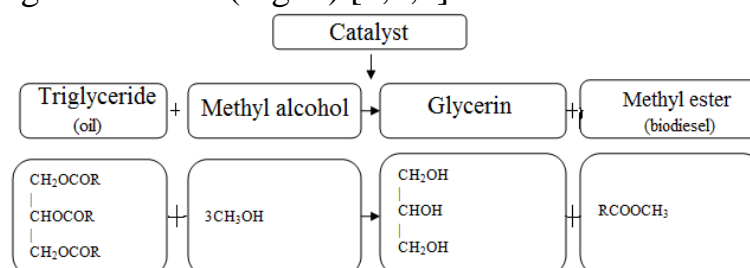 Catalyst
Triglyceride + Methyl alcohol Glycerin + Methyl ester
(oil) (biodiesel)
CH₂OCOR CH₂OH
| |
CHOCOR + 3CH₃OH CHOH + RCOOCH₃
| |
CH₂OCOR CH₂OH